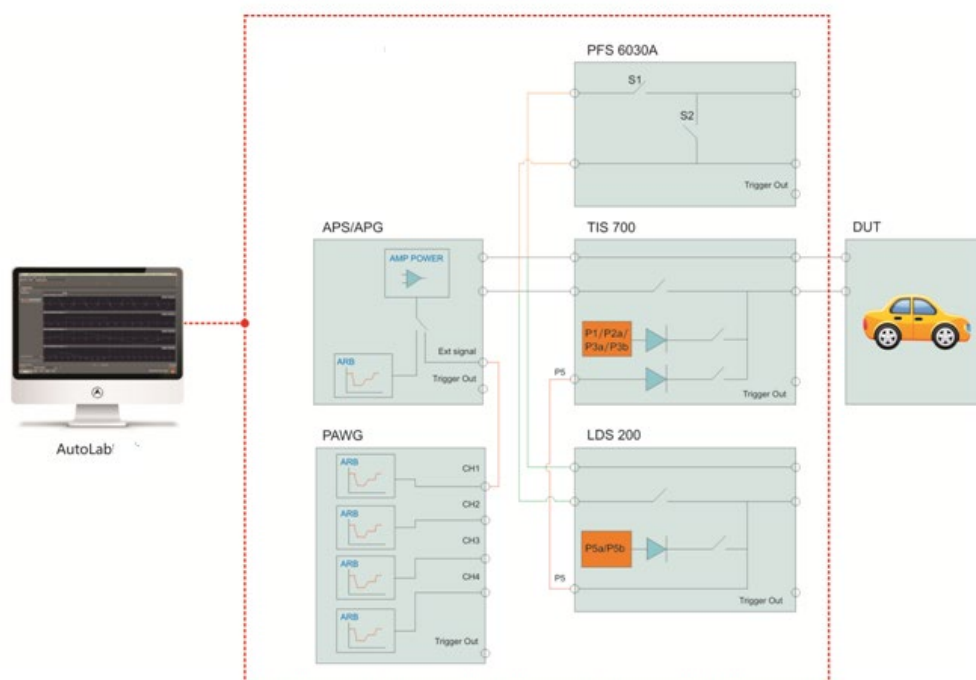 PFS 6030A
S1
S2
Trigger Out
APS/APG
AMP POWER
Ext signal
ARB
Trigger Out
TIS 700
P1/P2a/
P3a/P3b
P5
Trigger Out
DUT
AutoLab
PAWG
ARB
CH1
CH2
ARB
CH3
ARB
CH4
ARB
Trigger Out
LDS 200
P5a/P5b
P5
Trigger Out